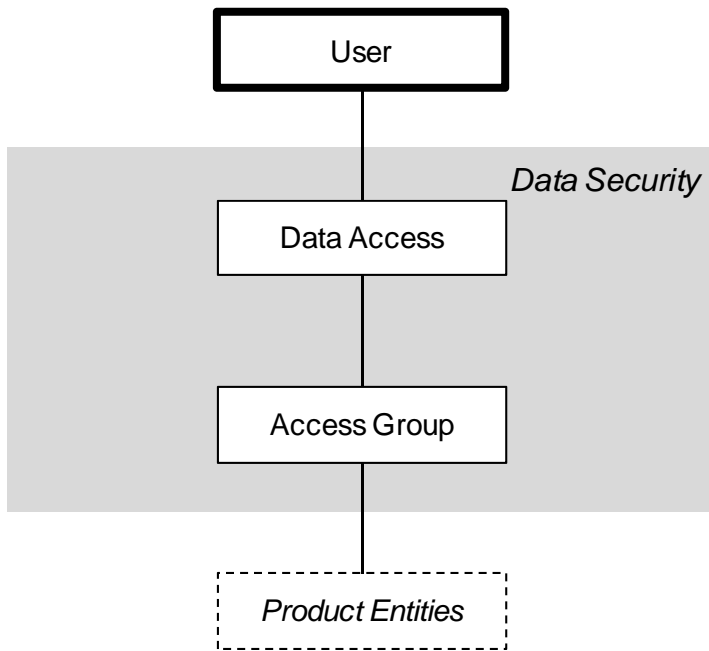 User
Data Security
Data Access
Access Group
Product Entities